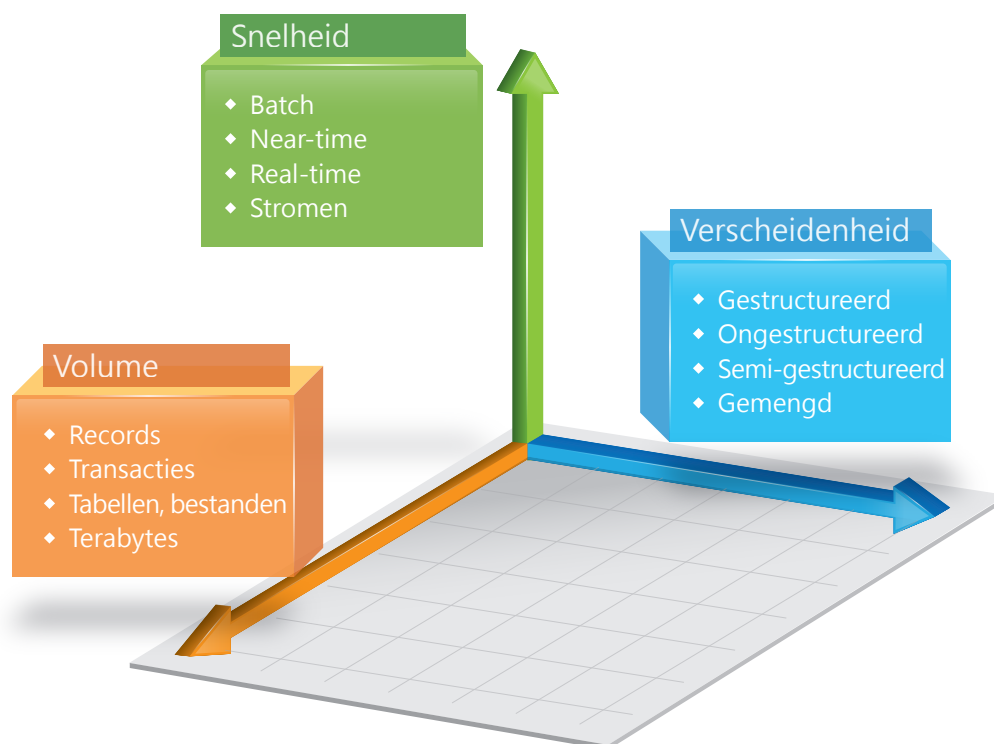 Snelheid
Batch
Near-time
Real-time
Stromen
Verscheidenheid
Gestructureerd
Ongestructureerd
Semi-gestructureerd
Gemengd
Volume
Records
Transacties
Tabellen, bestanden
Terabytes